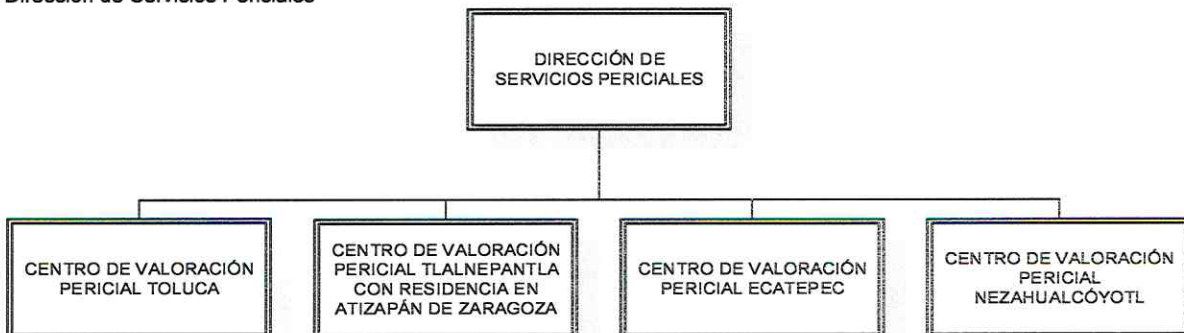 Dirección de Servicios Periciales
DIRECCIÓN DE
SERVICIOS PERICIALES
CENTRO DE VALORACIÓN
PERICIAL TOLUCA
CENTRO DE VALORACIÓN
PERICIAL TLALNEPANTLA
CON RESIDENCIA EN
ATIZAPÁN DE ZARAGOZA
CENTRO DE VALORACIÓN
PERICIAL ECATEPEC
CENTRO DE VALORACIÓN
PERICIAL
NEZAHUALCÓYOTL